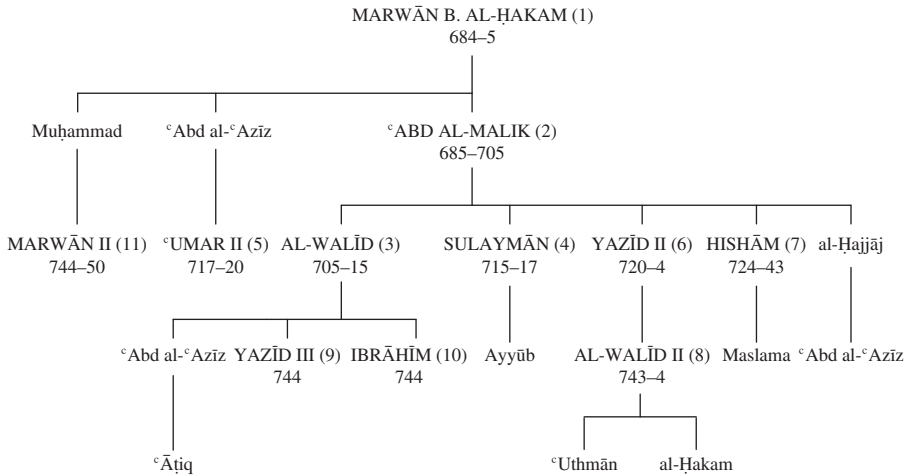 MARWĀN B. AL-ḤAKAM (1)
684–5
Muḥammad
ᶜAbd al-ᶜAzīz
ᶜABD AL-MALIK (2)
685–705
MARWĀN II (11)
744–50
ᶜUMAR II (5)
717–20
AL-WALĪD (3)
705–15
SULAYMĀN (4)
715–17
YAZĪD II (6)
720–4
HISHĀM (7)
724–43
al-Ḥajjāj
ᶜAbd al-ᶜAzīz
YAZĪD III (9)
744
IBRĀHĪM (10)
744
Ayyūb
AL-WALĪD II (8)
743–4
Maslama
ᶜAbd al-ᶜAzīz
ᶜĀṭiq
ᶜUthmān
al-Ḥakam